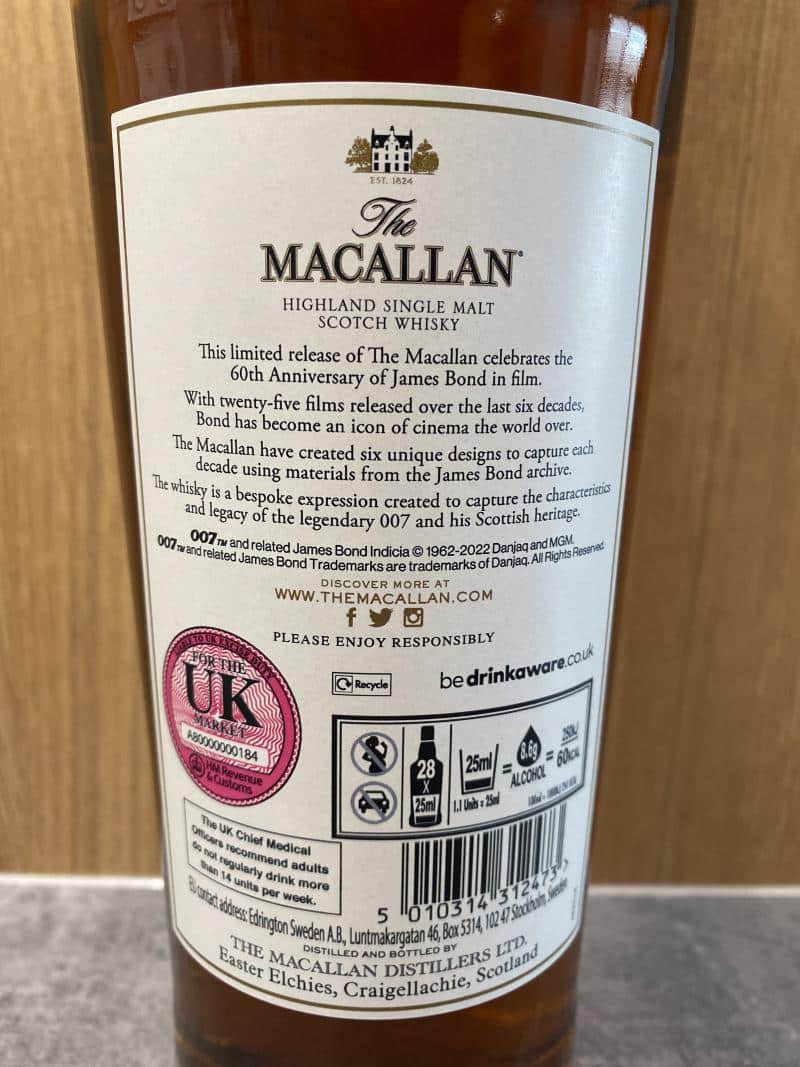 EST. 1824
The
MACALLAN
HIGHLAND SINGLE MALT
SCOTCH WHISKY
This limited release of The Macallan celebrates the
60th Anniversary of James Bond in film.
With twenty-five films released over the last six decades,
Bond has become an icon of cinema the world over.
The Macallan have created six unique designs to capture each
decade using materials from the James Bond archive.
The whisky is a bespoke expression created to capture the characteristics
and legacy of the legendary 007 and his Scottish heritage.
007™ and related James Bond Indicia © 1962-2022 Danjaq and MGM.
007™ and related James Bond Trademarks are trademarks of Danjaq. All Rights Reserved.
DISCOVER MORE AT
WWW.THEMACALLAN.COM
PLEASE ENJOY RESPONSIBLY
TO UK EXCISE DUTY
FOR THE
UK
MARKET
A80000000184
HM Revenue
& Customs
Recycle
be drinkaware.co.uk
28
X
25ml
25ml
=
8.6g
ALCOHOL
=
250KJ
60KCAL
1.1 Units = 25ml
The UK Chief Medical
Officers recommend adults
do not regularly drink more
than 14 units per week.
5 010314 312473 >
EU contact address: Edrington Sweden A.B., Luntmakargatan 46, Box 5314, 102 47 Stockholm, Sweden
DISTILLED AND BOTTLED BY
THE MACALLAN DISTILLERS LTD.
Easter Elchies, Craigellachie, Scotland